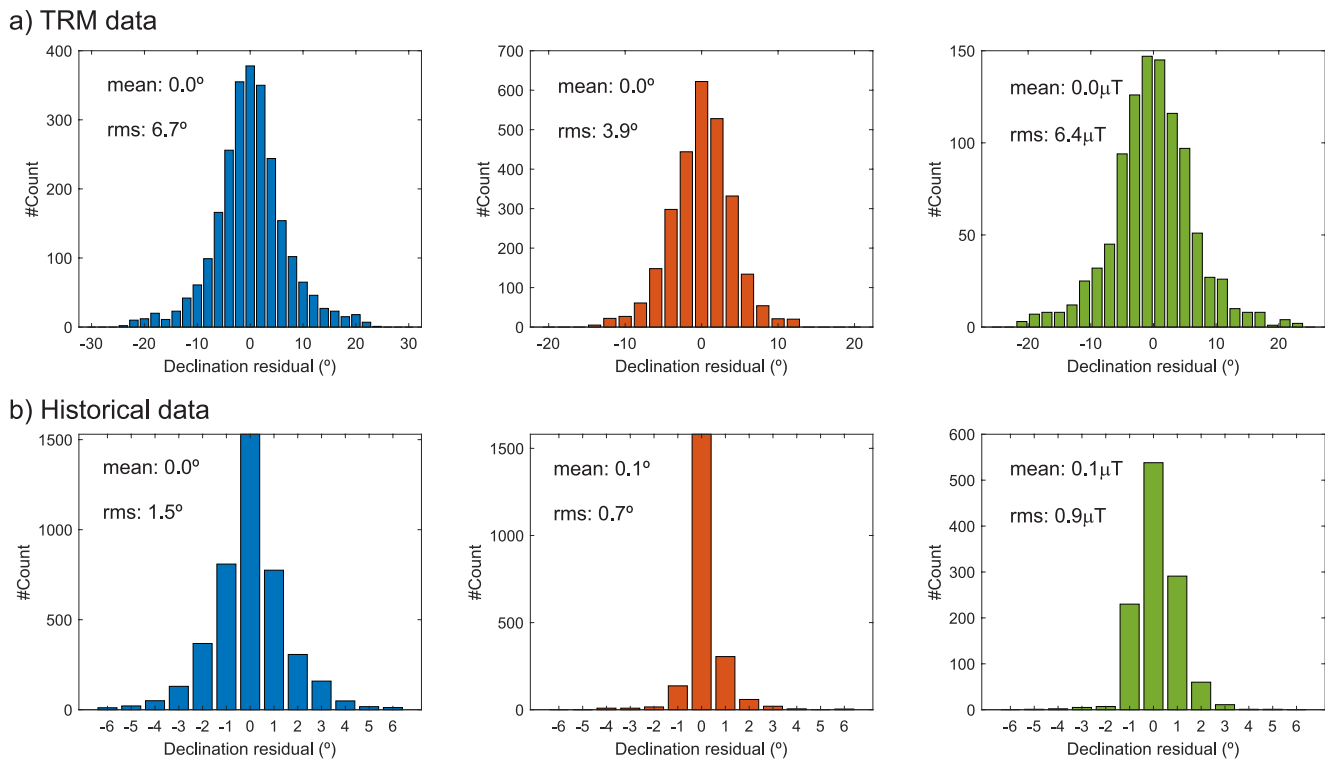 a) TRM data
400
300
200
100
0
#Count
mean: 0.0º
rms: 6.7º
-30 -20 -10 0 10 20 30
Declination residual (º)
700
600
500
400
300
200
100
0
#Count
mean: 0.0º
rms: 3.9º
-20 -10 0 10 20
Declination residual (º)
150
100
50
0
#Count
mean: 0.0μT
rms: 6.4μT
-20 -10 0 10 20
Declination residual (º)
b) Historical data
1500
1000
500
0
#Count
mean: 0.0º
rms: 1.5º
-6 -5 -4 -3 -2 -1 0 1 2 3 4 5 6
Declination residual (º)
1500
1000
500
0
#Count
mean: 0.1º
rms: 0.7º
-6 -5 -4 -3 -2 -1 0 1 2 3 4 5 6
Declination residual (º)
600
500
400
300
200
100
0
#Count
mean: 0.1μT
rms: 0.9μT
-6 -5 -4 -3 -2 -1 0 1 2 3 4 5 6
Declination residual (º)